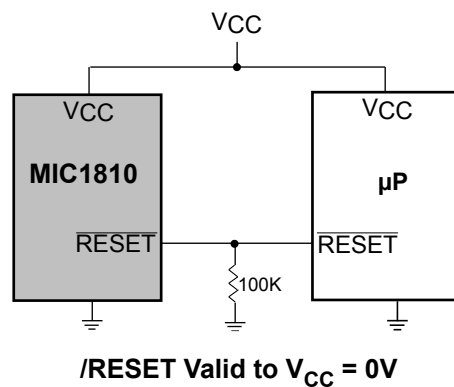 VCC
VCC
MIC1810
RESET
100K
VCC
µP
RESET
/RESET Valid to VCC = 0V